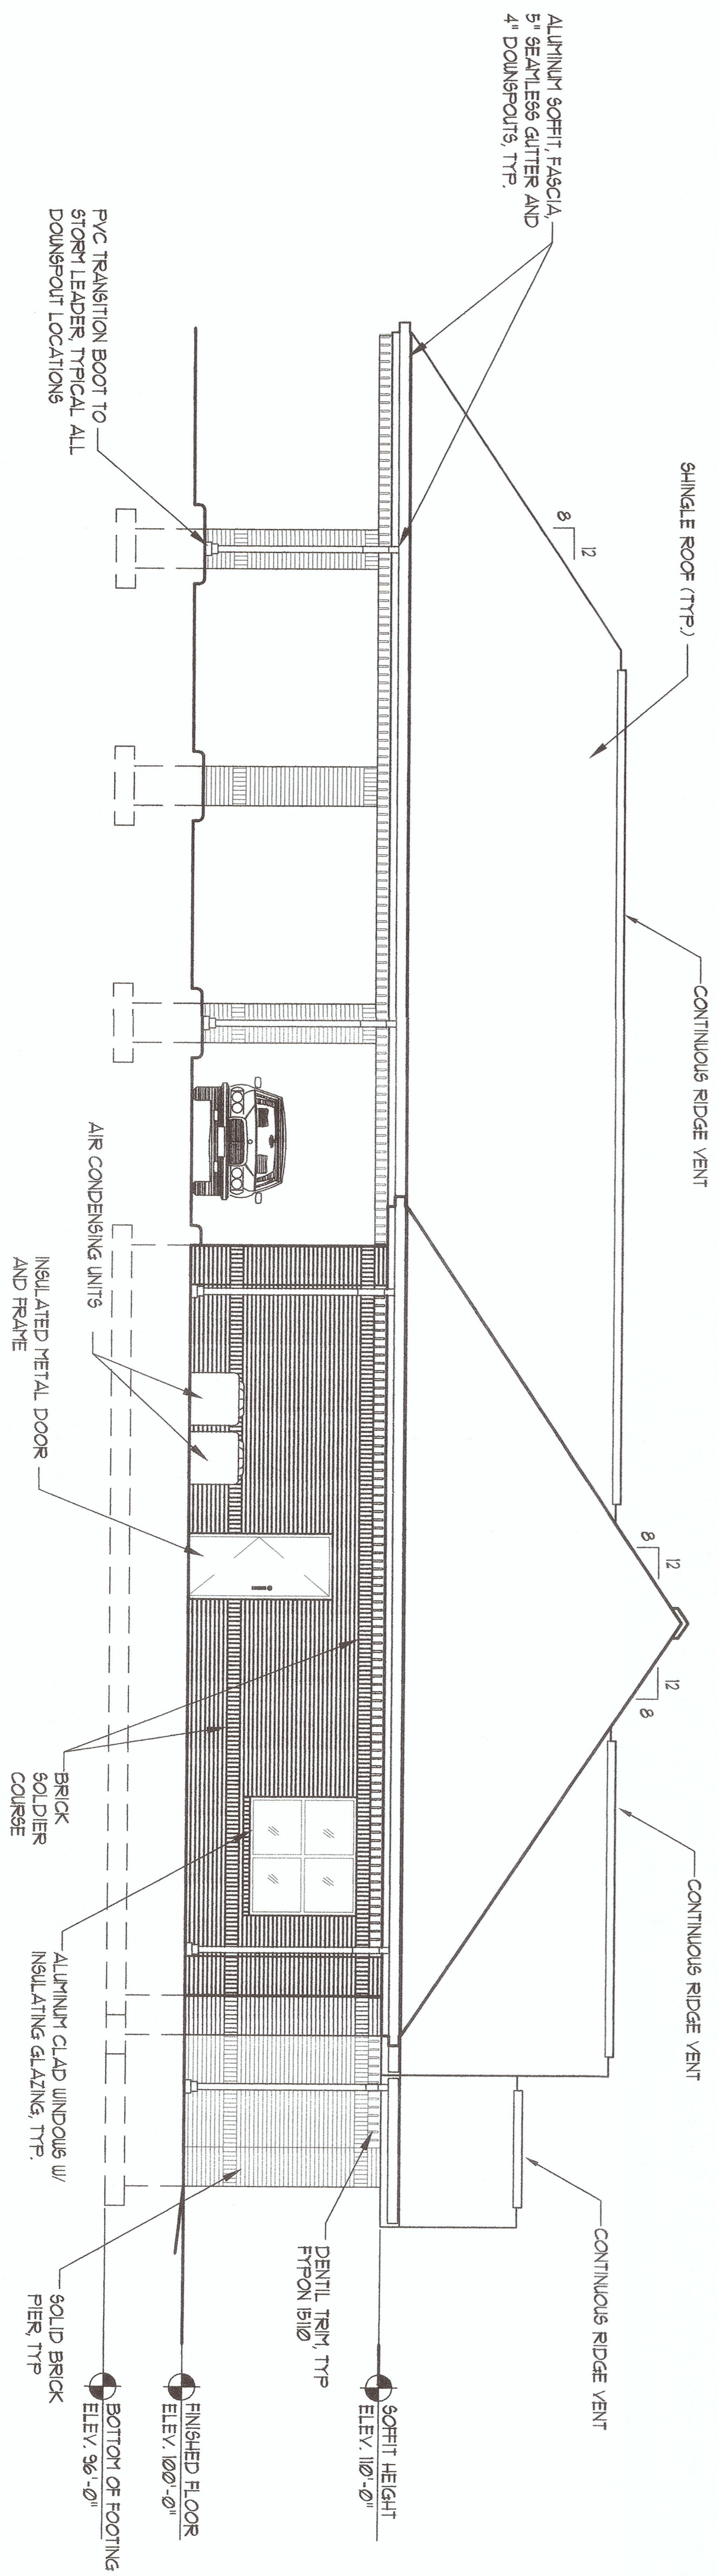 ALUMINUM SOFFIT, FASCIA,
5" SEAMLESS GUTTER AND
4" DOWNSPOUTS, TYP.
SHINGLE ROOF (TYP.)
CONTINUOUS RIDGE VENT
CONTINUOUS RIDGE VENT
CONTINUOUS RIDGE VENT
12
8
12
8
12
8
PVC TRANSITION BOOT TO
STORM LEADER, TYPICAL ALL
DOWNSPOUT LOCATIONS
AIR CONDENSING UNITS
INSULATED METAL DOOR
AND FRAME
BRICK
SOLDIER
COURSE
ALUMINUM CLAD WINDOWS W/
INSULATING GLAZING, TYP.
DENTIL TRIM, TYP
FYPON 15110
SOLID BRICK
PIER, TYP
SOFFIT HEIGHT
ELEV. 110'-0"
FINISHED FLOOR
ELEV. 100'-0"
BOTTOM OF FOOTING
ELEV. 96'-0"